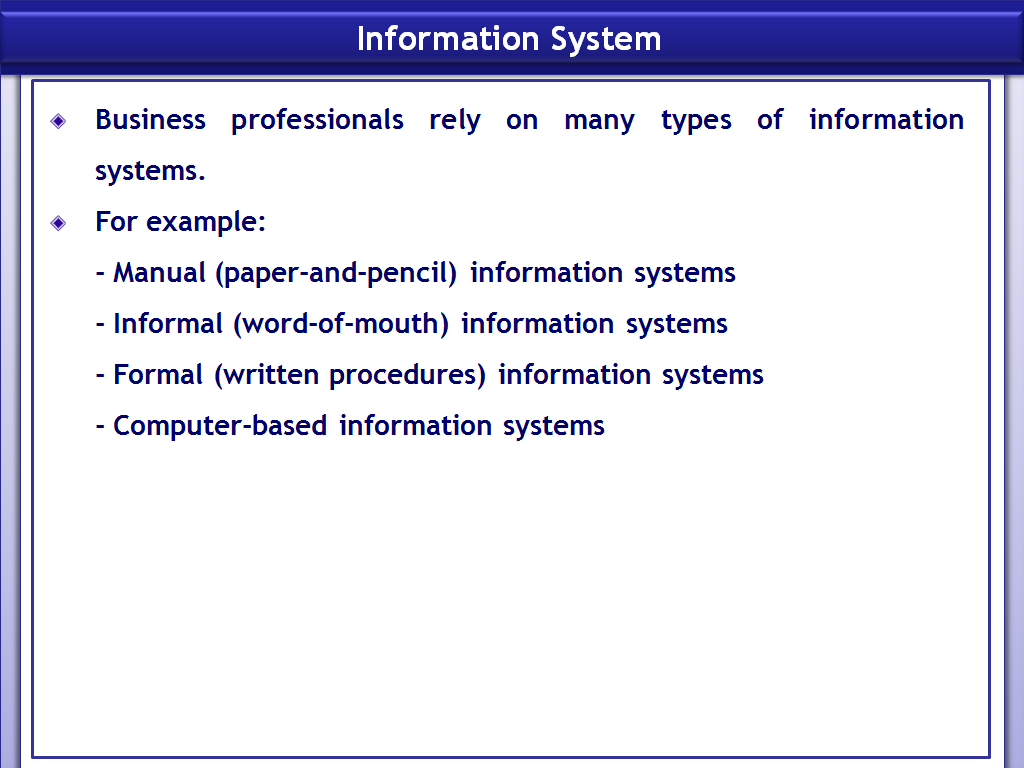 Information System
Business professionals rely on many types of information
systems.
For example:
- Manual (paper-and-pencil) information systems
- Informal (word-of-mouth) information systems
- Formal (written procedures) information systems
- Computer-based information systems